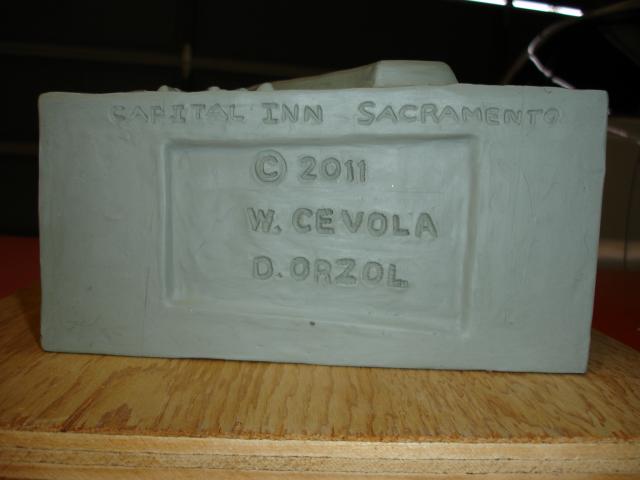 CAPITAL INN SACRAMENTO
© 2011
W. CEVOLA
D. ORZOL